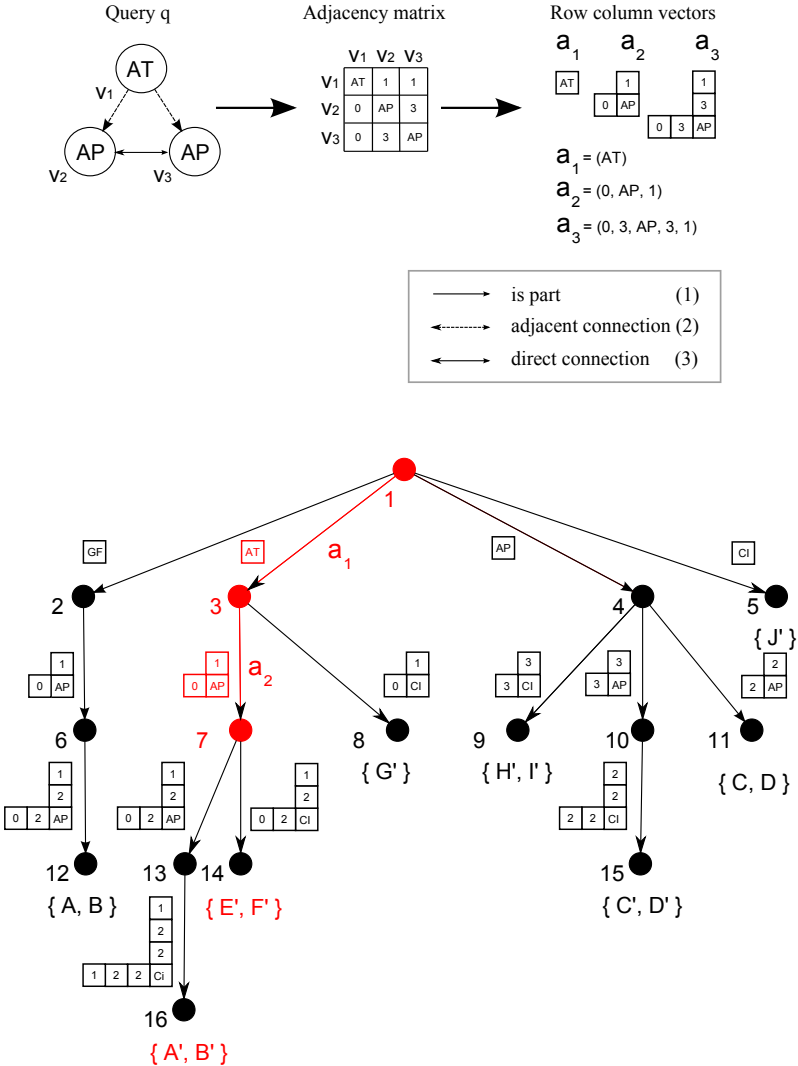 Query q
Adjacency matrix
Row column vectors
AT
v1
AP
AP
v2
v3
v1 v2 v3
v1 AT 1 1
v2 0 AP 3
v3 0 3 AP
a1 a2 a3
AT
1
0 AP
1
3
0 3 AP
a1 = (AT)
a2 = (0, AP, 1)
a3 = (0, 3, AP, 3, 1)
is part (1)
adjacent connection (2)
direct connection (3)
1
GF
AT
a1
AP
CI
2
3
4
5
{ J' }
1
0 AP
1
0 AP
a2
1
0 CI
3
3 CI
3
3 AP
2
2 AP
6
7
8
9
10
11
{ G' }
{ H', I' }
{ C, D }
1
2
0 2 AP
1
2
0 2 AP
1
2
0 2 CI
2
2
2 2 CI
12
13
14
15
{ A, B }
{ E', F' }
{ C', D' }
1
2
2
1 2 2 Ci
16
{ A', B' }